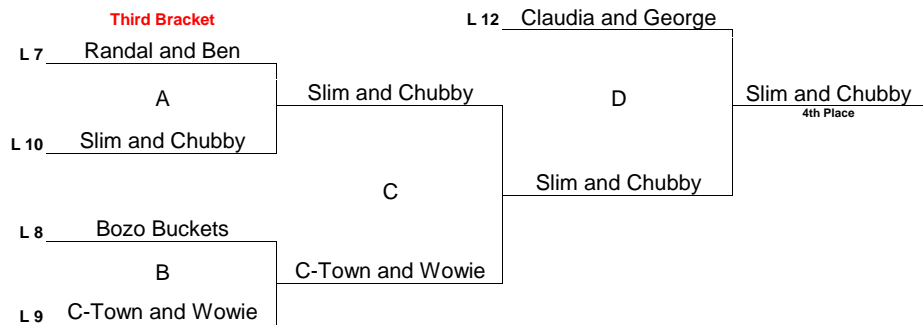 L 12 Claudia and George
Third Bracket
L 7 Randal and Ben
A
Slim and Chubby
D
Slim and Chubby
4th Place
L 10 Slim and Chubby
C
Slim and Chubby
L 8 Bozo Buckets
B
C-Town and Wowie
L 9 C-Town and Wowie